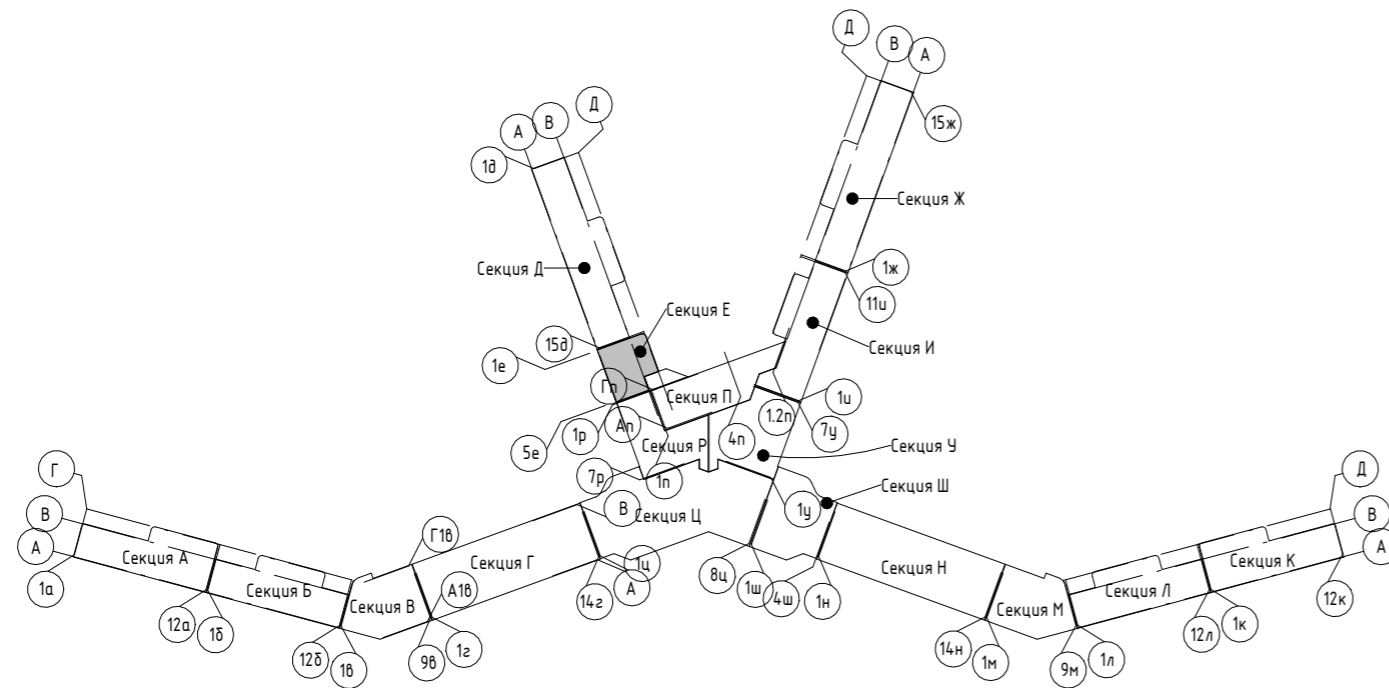 Д
В
А
15ж
Секция Ж
1ж
11и
Секция И
1и
7у
Д
В
А
1д
Секция Д
Секция Е
15д
1е
Гп
Секция П
1.2п
Ап
1р
5е
Секция Р
4п
Секция У
7р
1п
Секция Ш
В
Секция Ц
1у
Г
В
А
1а
Секция А
12а
1б
Секция Б
12б
1в
Секция В
Г1в
А1в
9в
1г
Секция Г
14г
1ц
А
8ц
1ш
4ш
1н
Секция Н
14н
1м
Секция М
9м
1л
Секция Л
12л
1к
Секция К
12к
Д
В
А